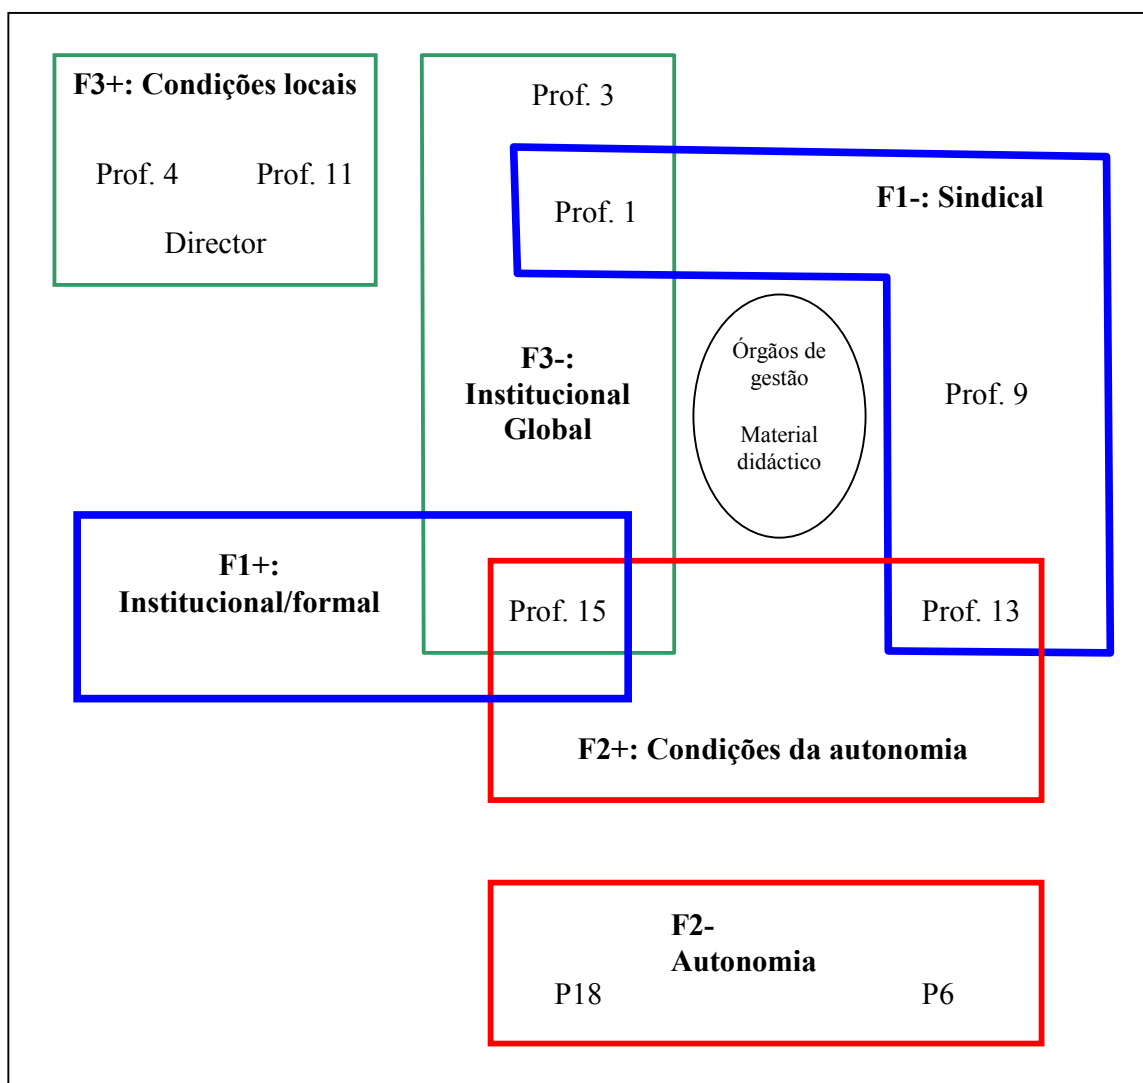 F3+: Condições locais
Prof. 4 Prof. 11
Director
Prof. 3
Prof. 1
F1-: Sindical
F3-:
Institucional
Global
Órgãos de
gestão
Material
didáctico
Prof. 9
F1+:
Institucional/formal
Prof. 15
Prof. 13
F2+: Condições da autonomia
F2-
Autonomia
P18 P6